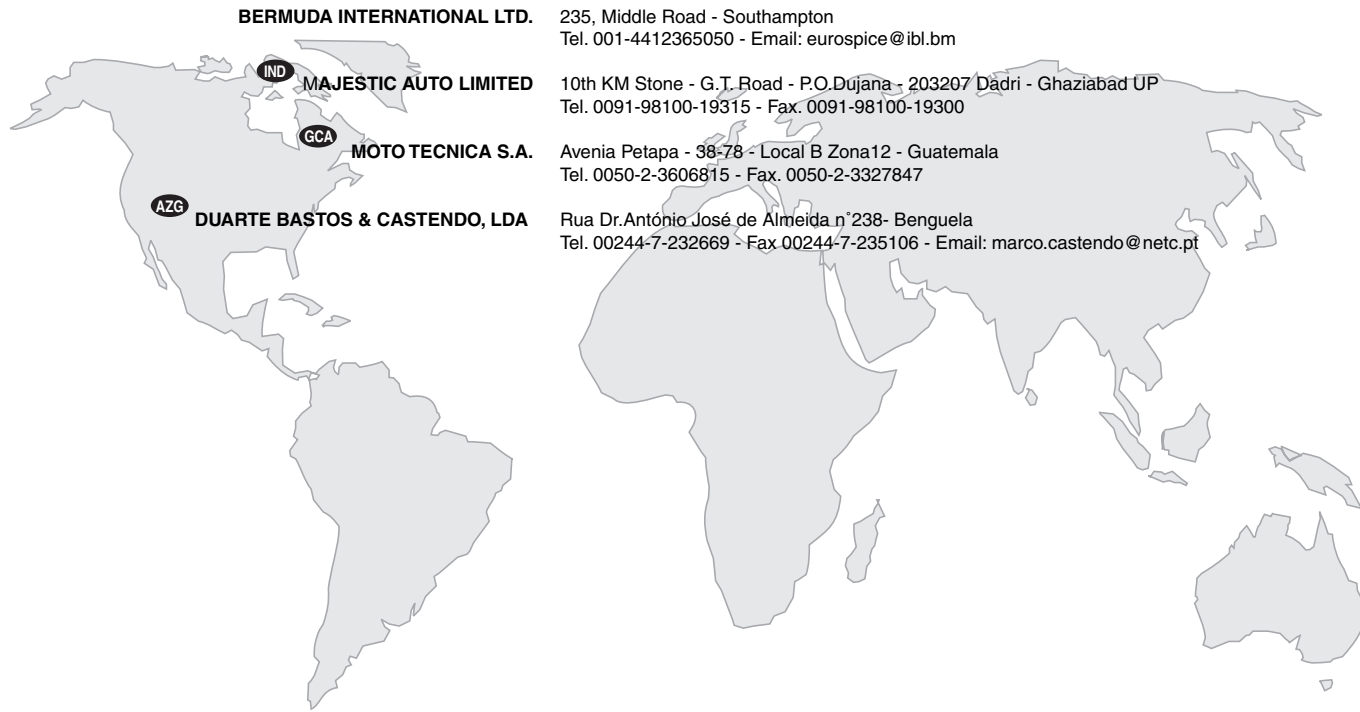 BERMUDA INTERNATIONAL LTD. 235, Middle Road - Southampton
Tel. 001-4412365050 - Email: eurospice@ibl.bm
IND MAJESTIC AUTO LIMITED 10th KM Stone - G.T. Road - P.O.Dujana - 203207 Dadri - Ghaziabad UP
Tel. 0091-98100-19315 - Fax. 0091-98100-19300
GCA MOTO TECNICA S.A. Avenia Petapa - 38-78 - Local B Zona12 - Guatemala
Tel. 0050-2-3606815 - Fax. 0050-2-3327847
AZG DUARTE BASTOS & CASTENDO, LDA Rua Dr.António José de Almeida n°238- Benguela
Tel. 00244-7-232669 - Fax 00244-7-235106 - Email: marco.castendo@netc.pt